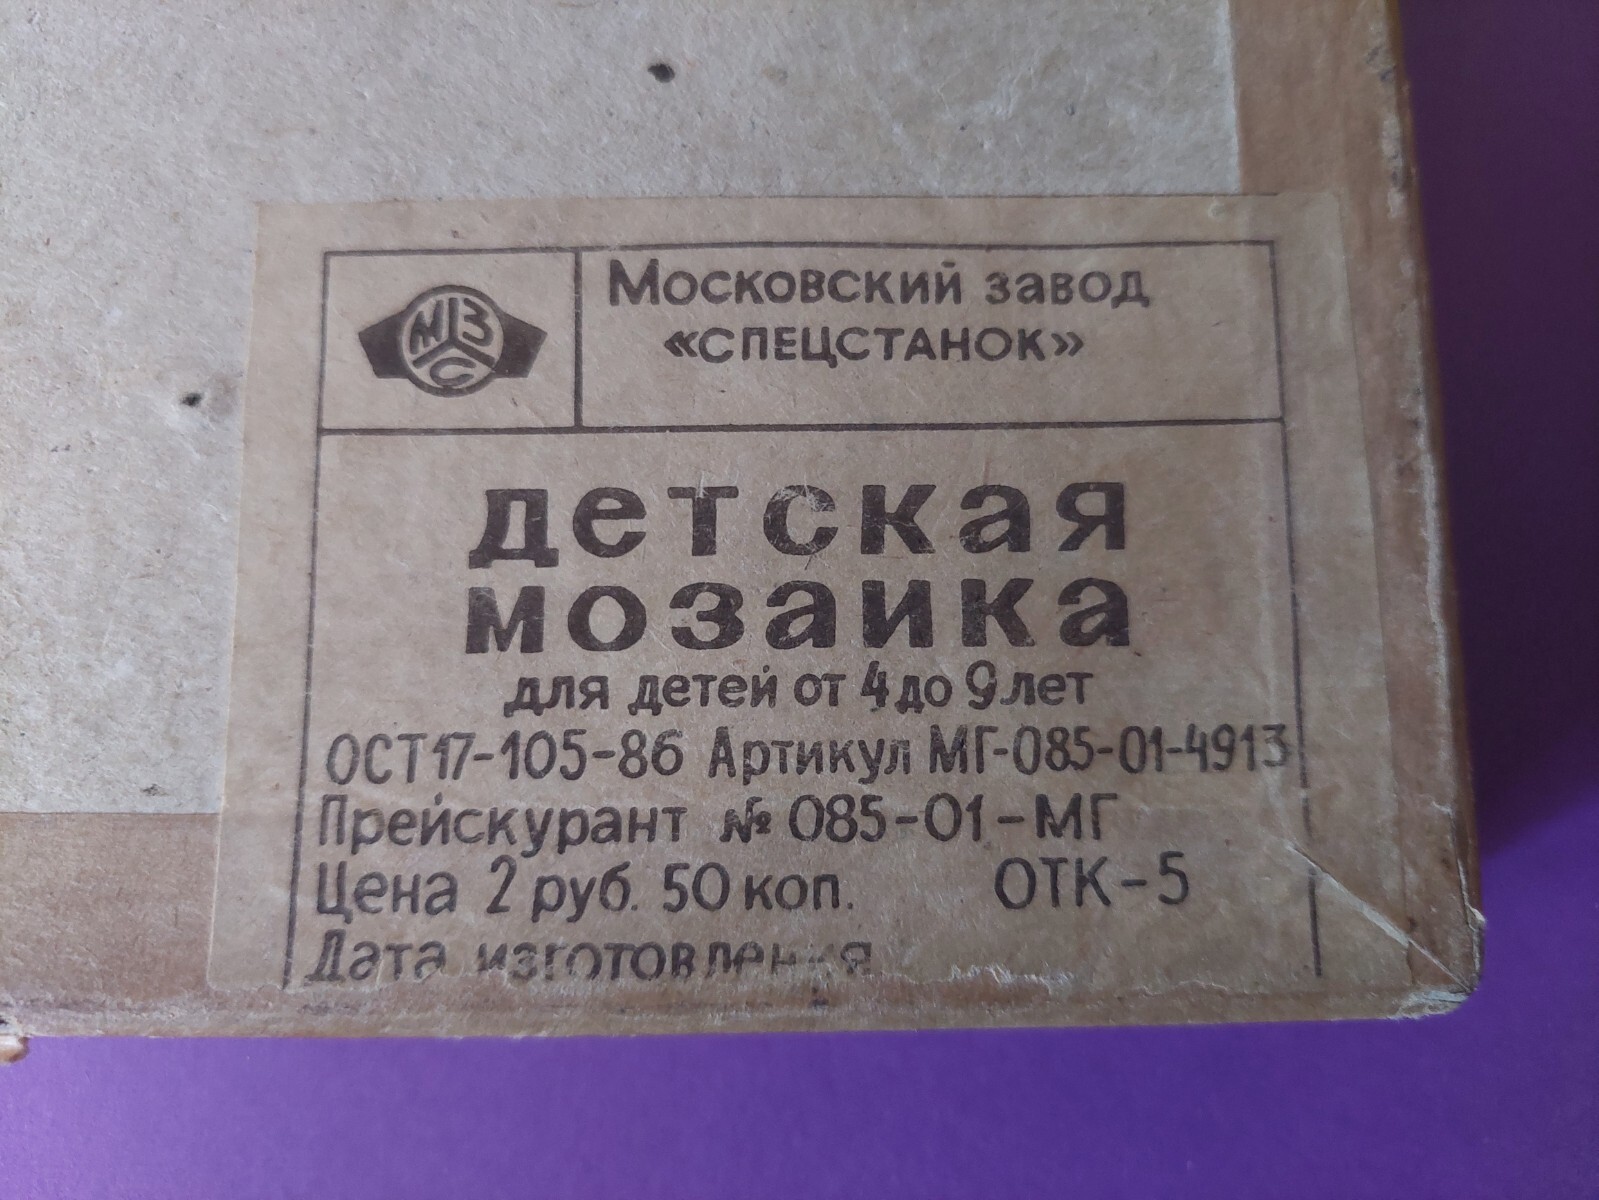 МЗС
Московский завод
«СПЕЦСТАНОК»
детская
мозаика
для детей от 4 до 9 лет
ОСТ17-105-86 Артикул МГ-085-01-4913
Прейскурант № 085-01-МГ
Цена 2 руб. 50 коп. ОТК-5
Дата изготовления